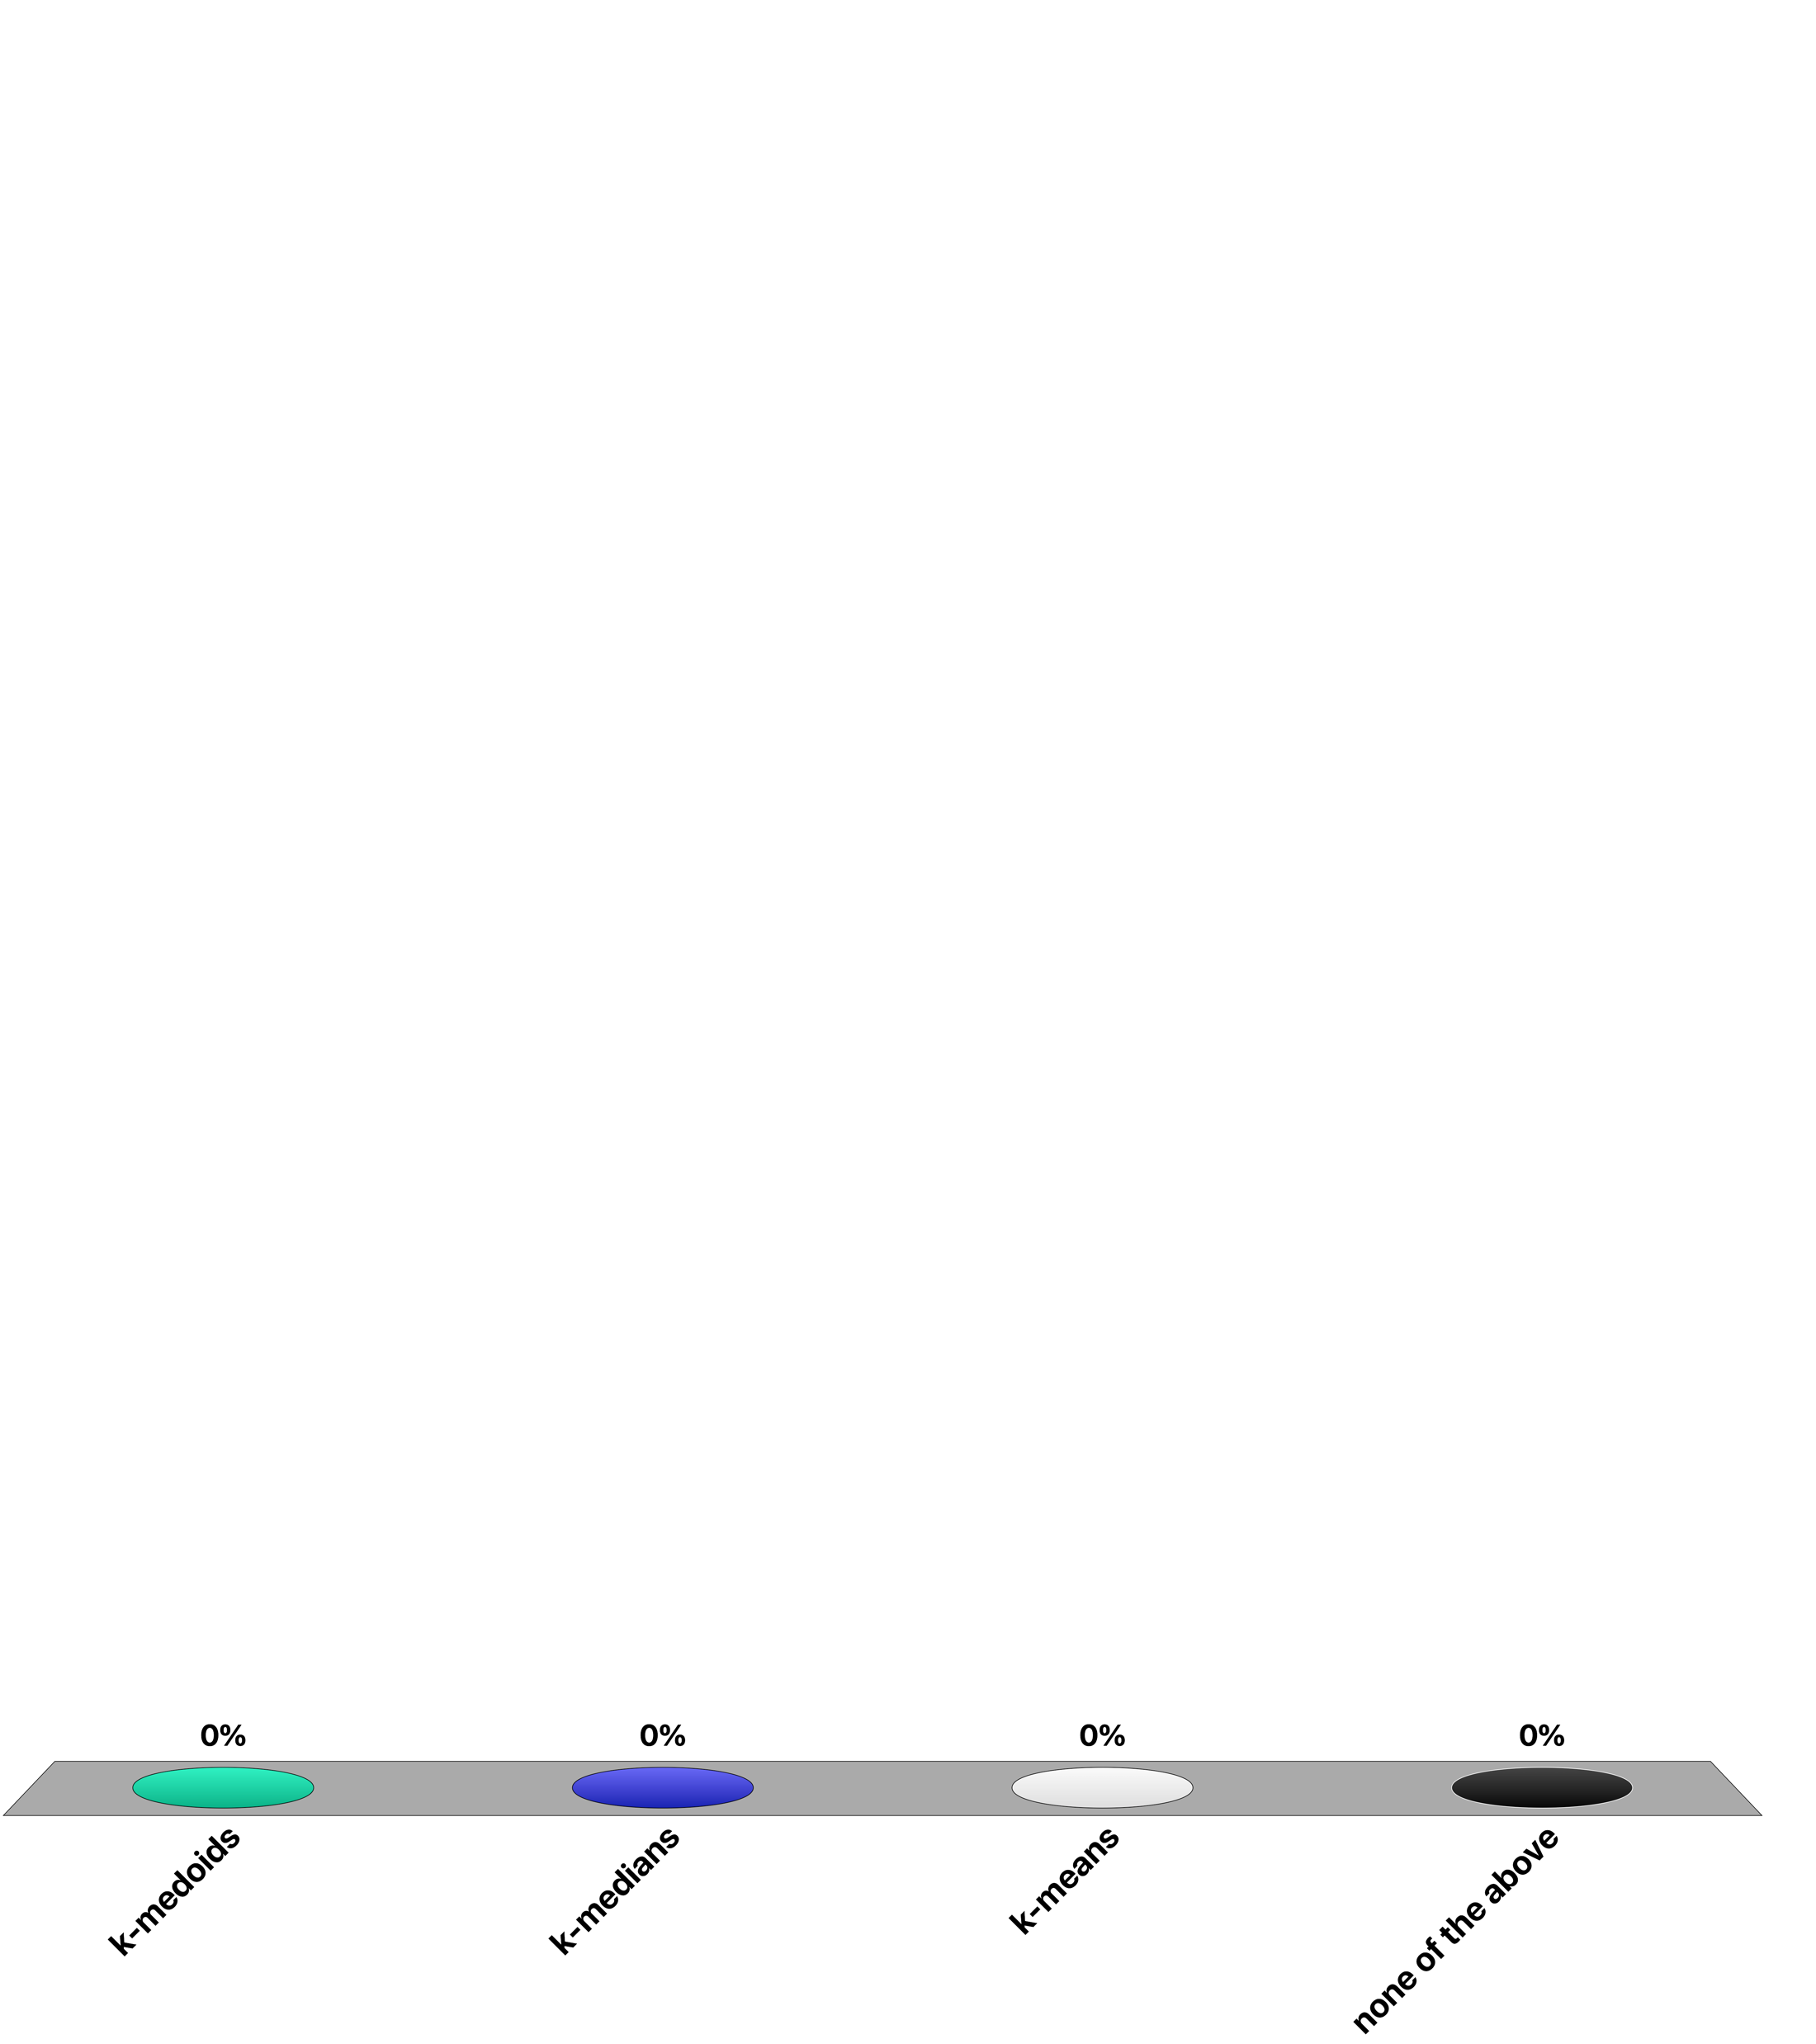 0%
0%
0%
0%
k-medoids
k-medians
k-means
none of the above